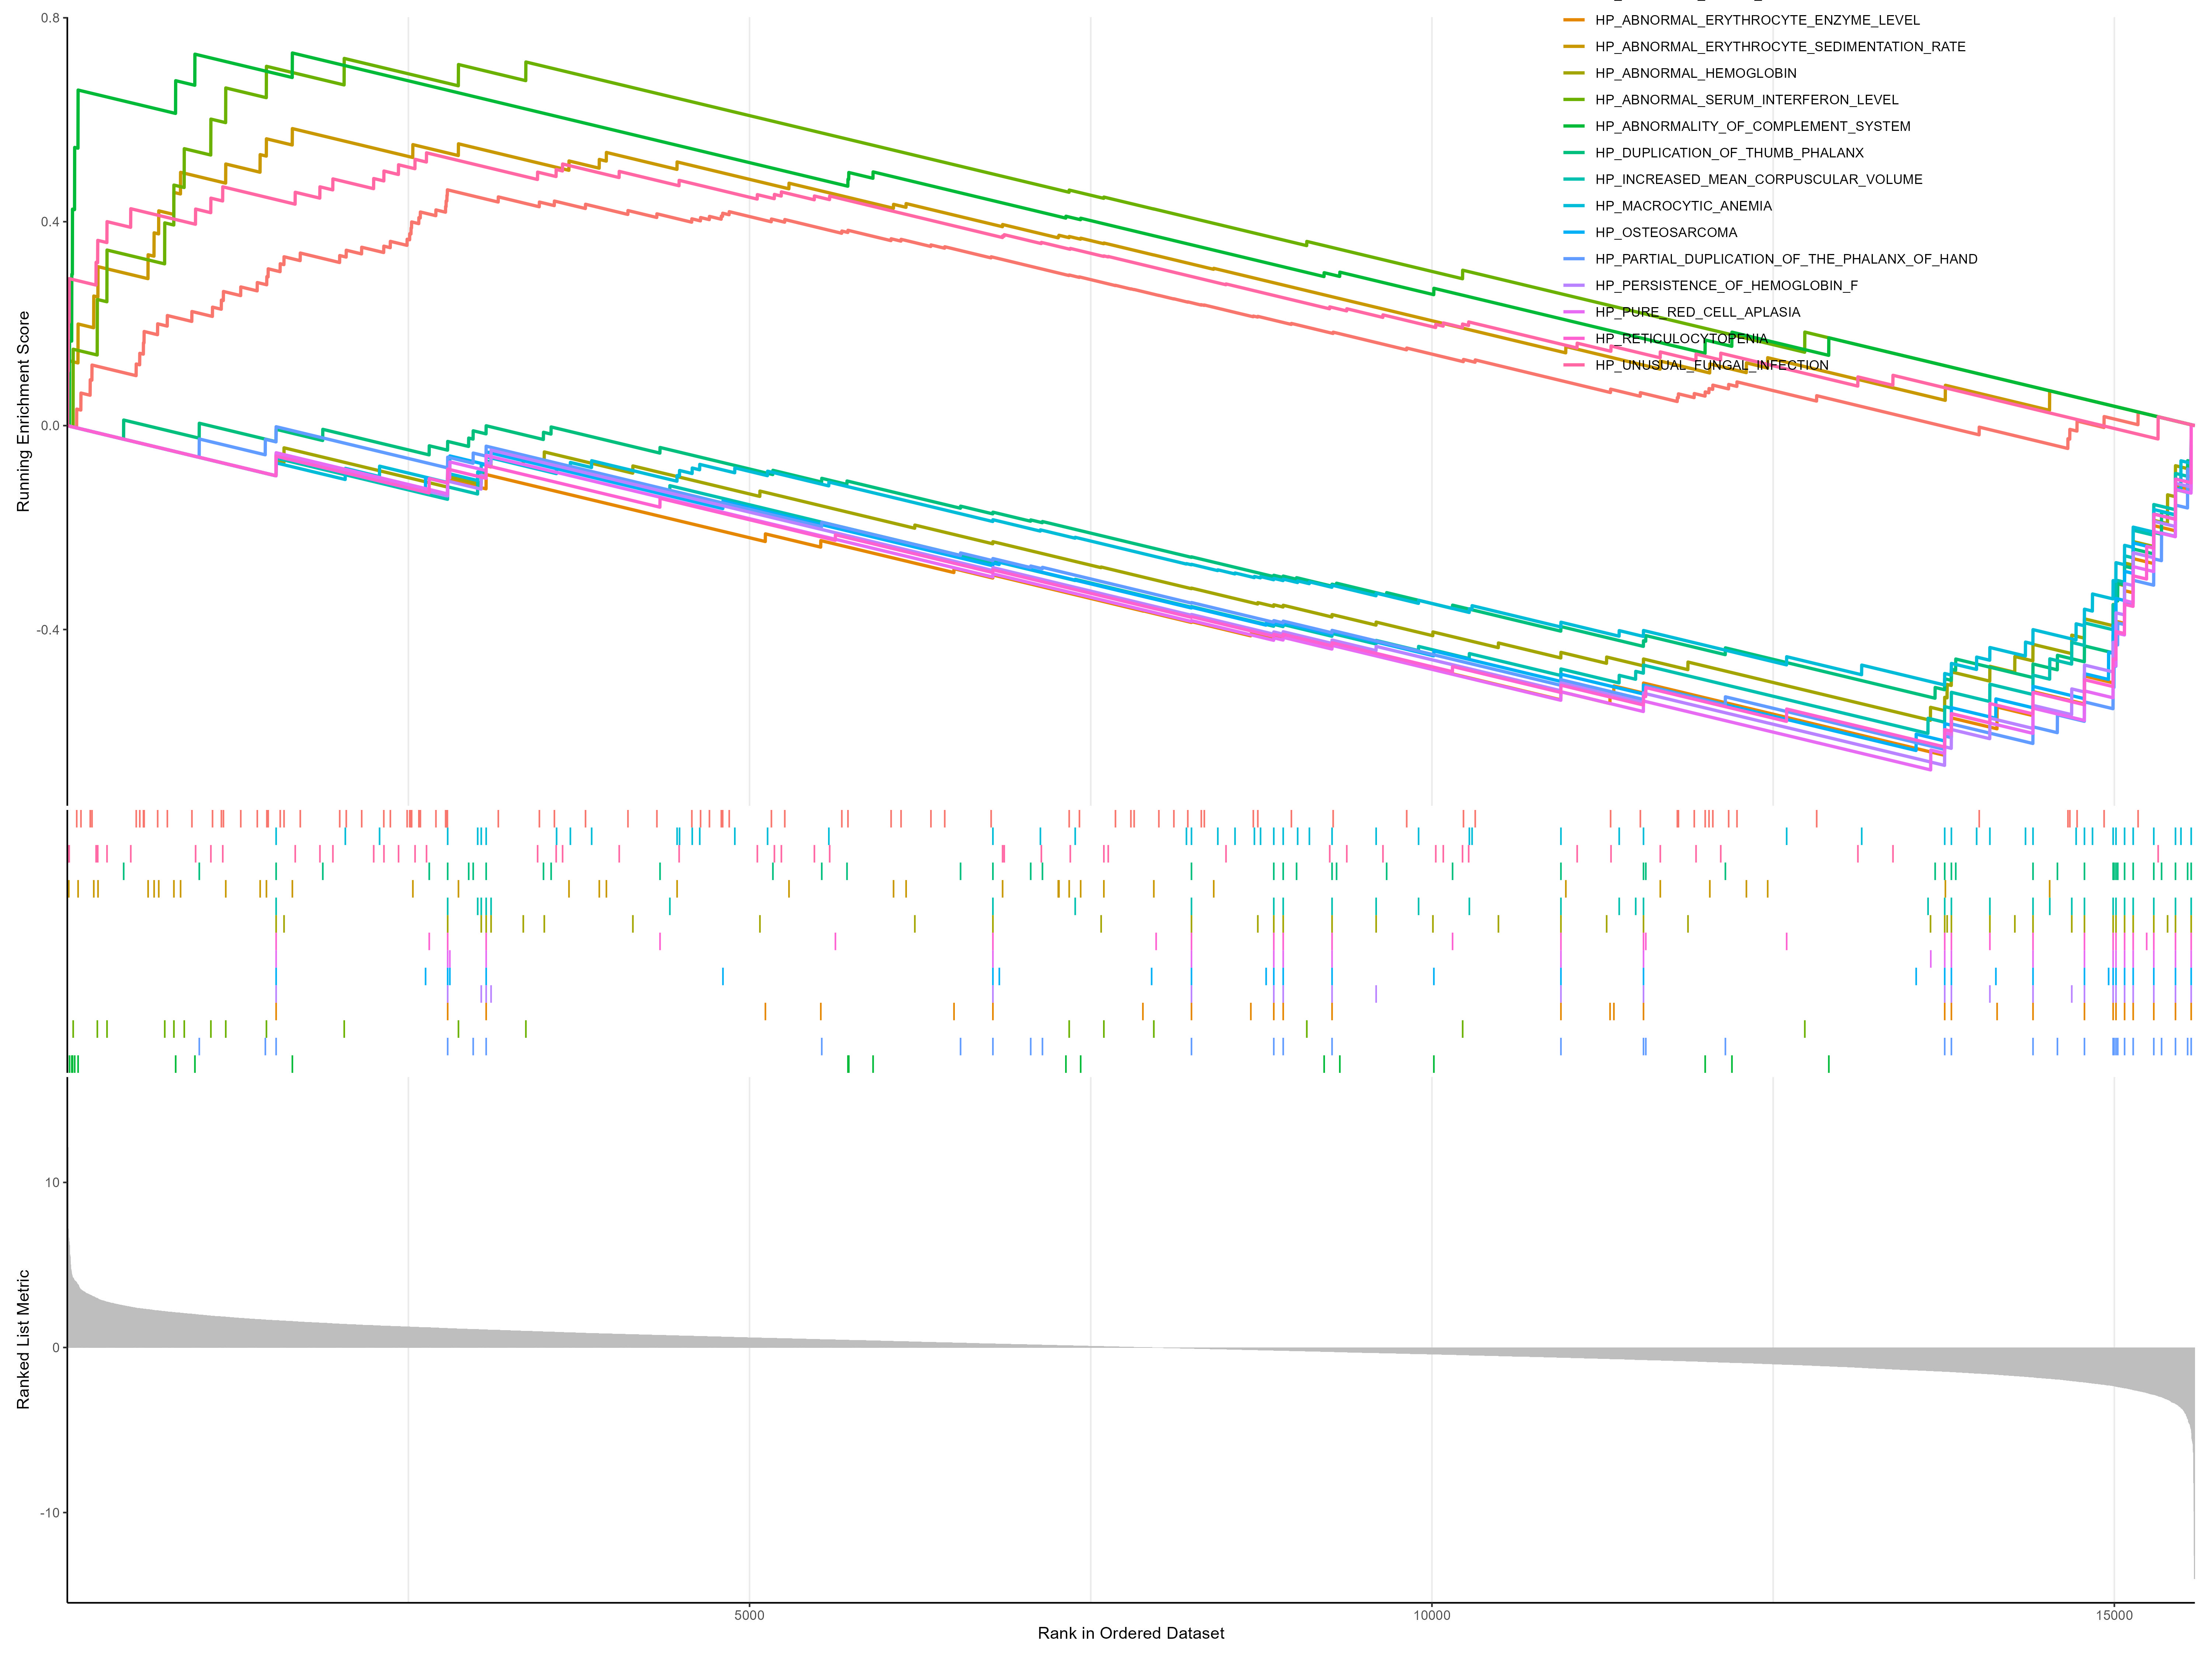 HP_ABNORMAL_ERYTHROCYTE_ENZYME_LEVEL
HP_ABNORMAL_ERYTHROCYTE_SEDIMENTATION_RATE
HP_ABNORMAL_HEMOGLOBIN
HP_ABNORMAL_SERUM_INTERFERON_LEVEL
HP_ABNORMALITY_OF_COMPLEMENT_SYSTEM
HP_DUPLICATION_OF_THUMB_PHALANX
HP_INCREASED_MEAN_CORPUSCULAR_VOLUME
HP_MACROCYTIC_ANEMIA
HP_OSTEOSARCOMA
HP_PARTIAL_DUPLICATION_OF_THE_PHALANX_OF_HAND
HP_PERSISTENCE_OF_HEMOGLOBIN_F
HP_PURE_RED_CELL_APLASIA
HP_RETICULOCYTOPENIA
HP_UNUSUAL_FUNGAL_INFECTION
0.8
0.4
0.0
-0.4
Running Enrichment Score
10
0
-10
Ranked List Metric
5000
10000
15000
Rank in Ordered Dataset